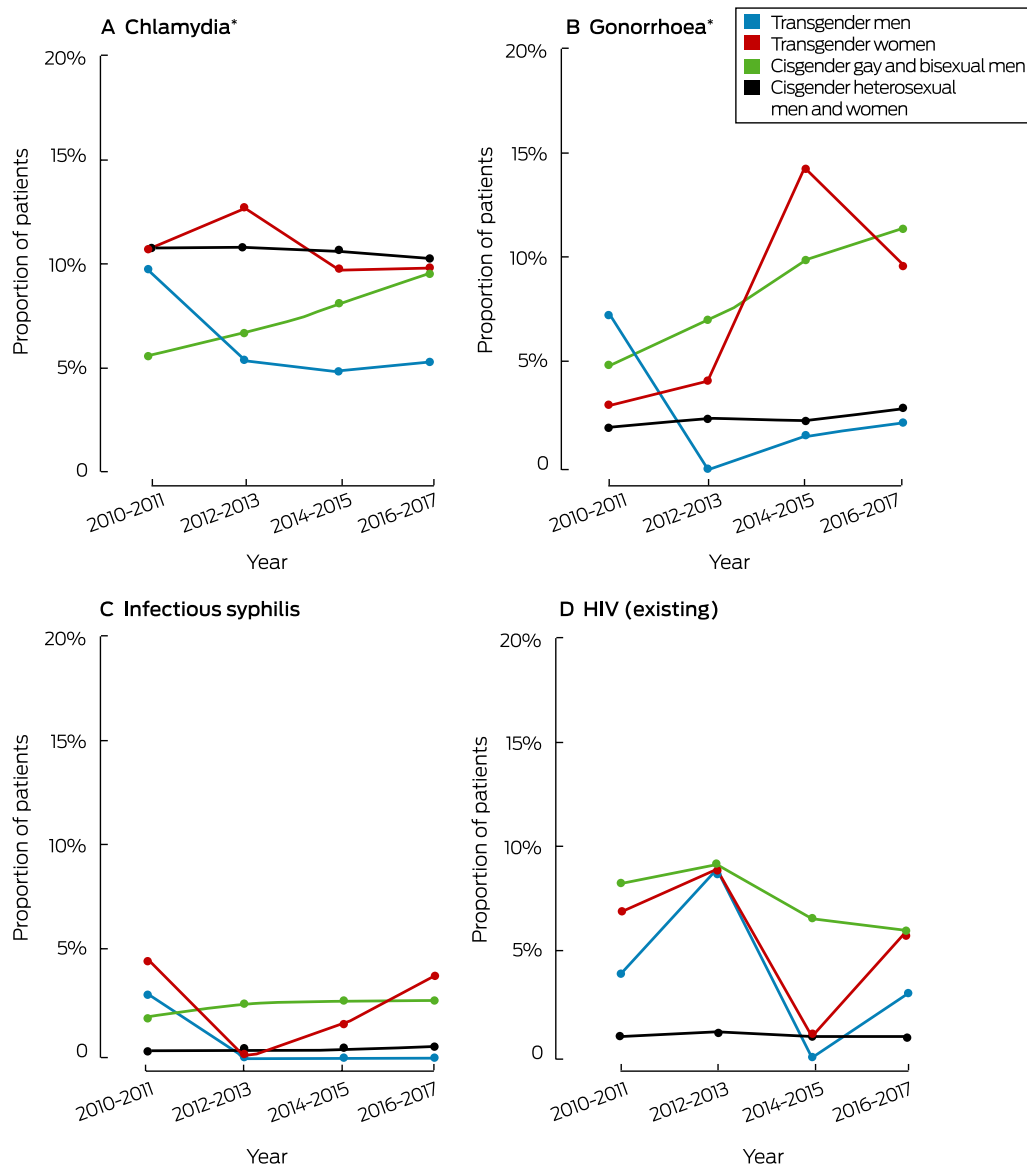 A Chlamydia*
20%
15%
10%
5%
0
Proportion of patients
2010–2011
2012–2013
2014–2015
2016–2017
Year
B Gonorrhoea*
Transgender men
Transgender women
Cisgender gay and bisexual men
Cisgender heterosexual
men and women
20%
15%
10%
5%
0
Proportion of patients
2010–2011
2012–2013
2014–2015
2016–2017
Year
C Infectious syphilis
20%
15%
10%
5%
0
Proportion of patients
2010–2011
2012–2013
2014–2015
2016–2017
Year
D HIV (existing)
20%
15%
10%
5%
0
Proportion of patients
2010–2011
2012–2013
2014–2015
2016–2017
Year